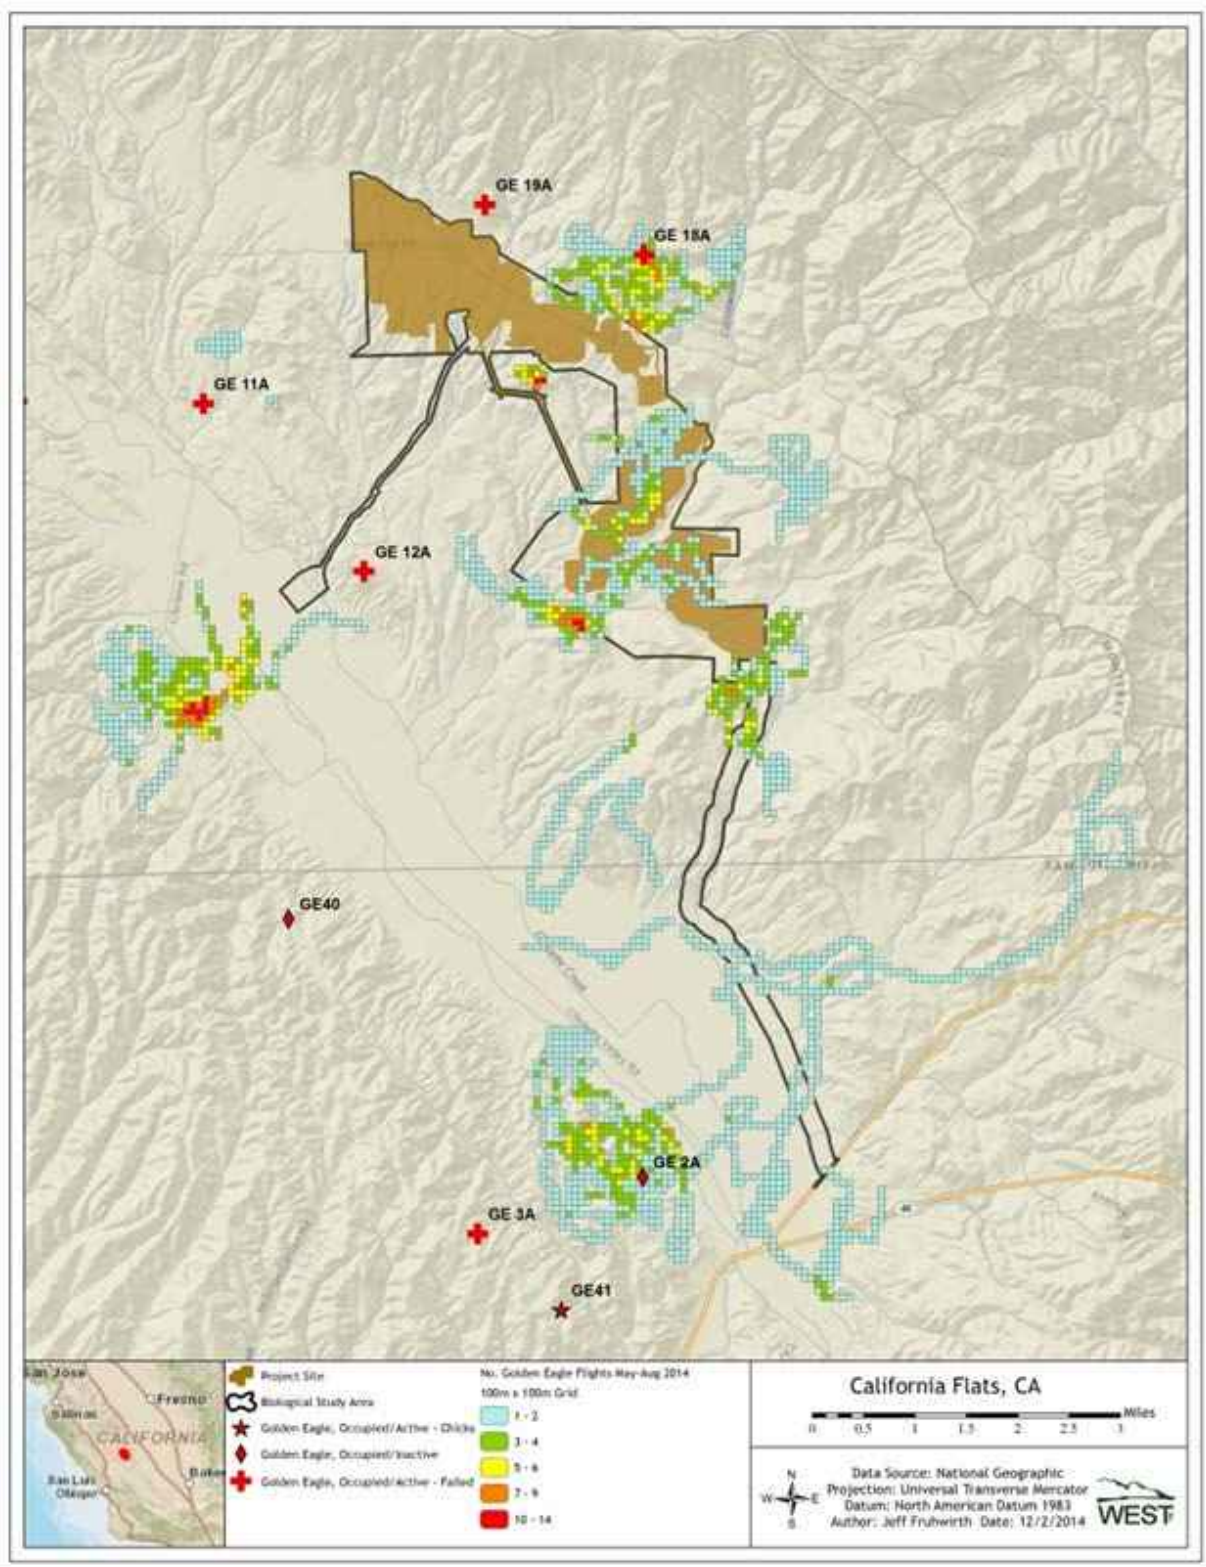 GE 19A
GE 18A
GE 11A
GE 12A
GE40
GE 2A
GE 3A
GE41
San Jose
Fresno
Salinas
CALIFORNIA
San Luis
Obispo
Baker
Project Site
Biological Study Area
Golden Eagle, Occupied/Active - Chicks
Golden Eagle, Occupied/Inactive
Golden Eagle, Occupied/Active - Failed
No. Golden Eagle Flights May-Aug 2014
100m x 100m Grid
1 - 2
3 - 4
5 - 6
7 - 9
10 - 14
California Flats, CA
0 0.5 1 1.5 2 2.5 3 Miles
N
W E
S
Data Source: National Geographic
Projection: Universal Transverse Mercator
Datum: North American Datum 1983
Author: Jeff Fruhwirth Date: 12/2/2014
WEST